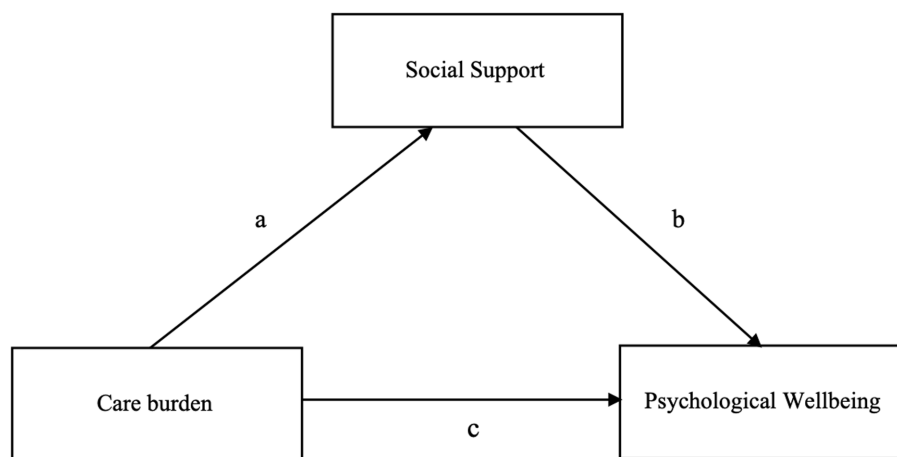 Social Support
a
b
Care burden
Psychological Wellbeing
c